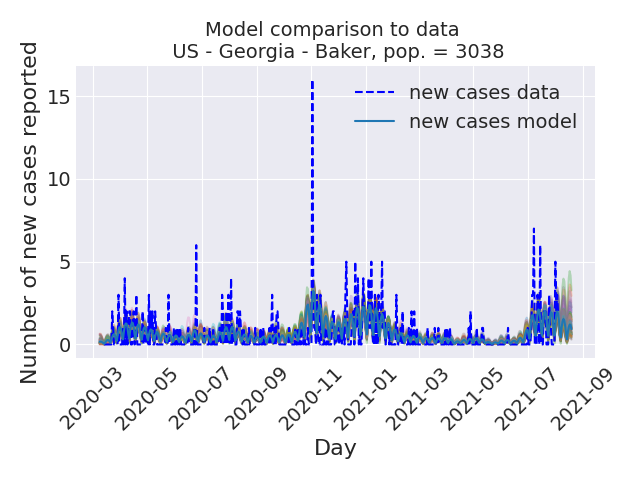 Model comparison to data
US - Georgia - Baker, pop. = 3038
Number of new cases reported
15
10
5
0
new cases data
new cases model
2020-03
2020-05
2020-07
2020-09
2020-11
2021-01
2021-03
2021-05
2021-07
2021-09
Day